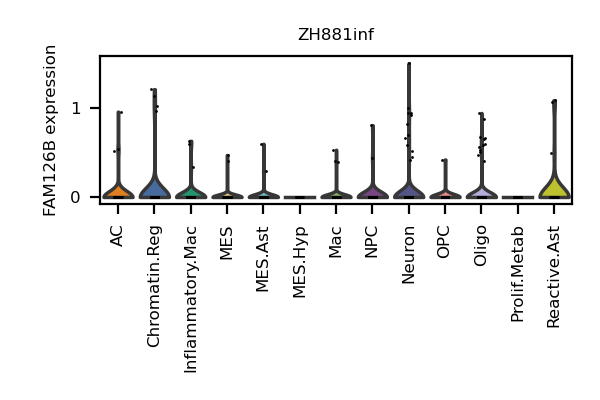 ZH881inf
FAM126B expression
1
0
AC
Chromatin.Reg
Inflammatory.Mac
MES
MES.Ast
MES.Hyp
Mac
NPC
Neuron
OPC
Oligo
Prolif.Metab
Reactive.Ast